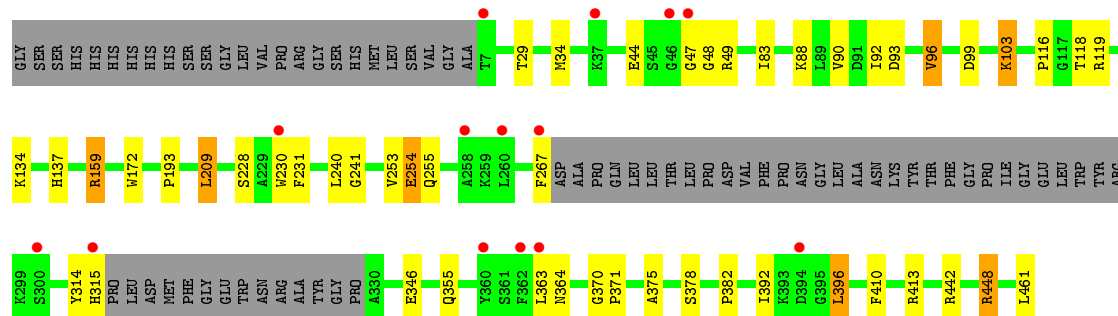 GLY SER SER HIS HIS HIS HIS HIS HIS SER SER GLY LEU VAL PRO ARG GLY SER HIS MET LEU SER VAL GLY ALA T7 T29 M34 K37 E44 S45 G46 G47 G48 R49 I83 K88 L89 V90 D91 I92 D93 V96 D99 K103 P116 G117 T118 R119
K134 H137 R159 W172 P193 L209 S228 A229 W230 F231 L240 G241 V253 E254 Q255 A258 K259 L260 F267 ASP ALA PRO GLN LEU LEU THR LEU PRO ASP VAL PHE PRO ASN GLY LEU ALA ASN LYS TYR THR PHE GLY PRO ILE GLY GLU LEU TRP TYR ARG
K299 S300 Y314 H315 PRO LEU ASP MET PHE GLY GLU TRP ASN ARG ALA TYR GLY PRO A330 E346 Q355 Y360 S361 F362 L363 N364 G370 P371 A375 S378 P382 I392 K393 D394 G395 L396 F410 R413 R442 R448 L461